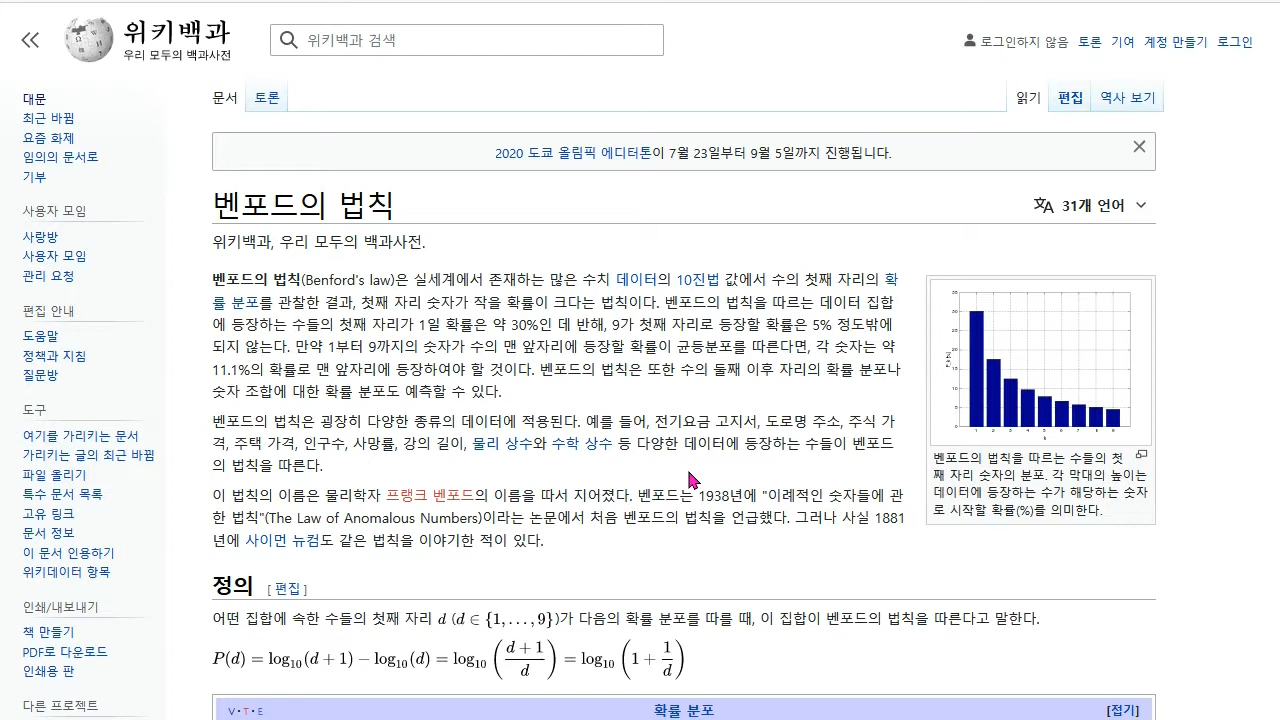 위키백과
우리 모두의 백과사전
위키백과 검색
로그인하지 않음 토론 기여 계정 만들기 로그인
대문
최근 바뀜
요즘 화제
임의의 문서로
기부
사용자 모임
사랑방
사용자 모임
관리 요청
편집 안내
도움말
정책과 지침
질문방
도구
여기를 가리키는 문서
가리키는 글의 최근 바뀜
파일 올리기
특수 문서 목록
고유 링크
문서 정보
이 문서 인용하기
위키데이터 항목
인쇄/내보내기
책 만들기
PDF로 다운로드
인쇄용 판
다른 프로젝트
문서 토론 읽기 편집 역사 보기
2020 도쿄 올림픽 에디터톤이 7월 23일부터 9월 5일까지 진행됩니다.
벤포드의 법칙
31개 언어
위키백과, 우리 모두의 백과사전.
벤포드의 법칙(Benford's law)은 실세계에서 존재하는 많은 수치 데이터의 10진법 값에서 수의 첫째 자리의 확
률 분포를 관찰한 결과, 첫째 자리 숫자가 작을 확률이 크다는 법칙이다. 벤포드의 법칙을 따르는 데이터 집합
에 등장하는 수들의 첫째 자리가 1일 확률은 약 30%인 데 반해, 9가 첫째 자리로 등장할 확률은 5% 정도밖에
되지 않는다. 만약 1부터 9까지의 숫자가 수의 맨 앞자리에 등장할 확률이 균등분포를 따른다면, 각 숫자는 약
11.1%의 확률로 맨 앞자리에 등장하여야 할 것이다. 벤포드의 법칙은 또한 수의 둘째 이후 자리의 확률 분포나
숫자 조합에 대한 확률 분포도 예측할 수 있다.
벤포드의 법칙은 굉장히 다양한 종류의 데이터에 적용된다. 예를 들어, 전기요금 고지서, 도로명 주소, 주식 가
격, 주택 가격, 인구수, 사망률, 강의 길이, 물리 상수와 수학 상수 등 다양한 데이터에 등장하는 수들이 벤포드
의 법칙을 따른다.
이 법칙의 이름은 물리학자 프랭크 벤포드의 이름을 따서 지어졌다. 벤포드는 1938년에 "이례적인 숫자들에 관
한 법칙"(The Law of Anomalous Numbers)이라는 논문에서 처음 벤포드의 법칙을 언급했다. 그러나 사실 1881
년에 사이먼 뉴컴도 같은 법칙을 이야기한 적이 있다.
벤포드의 법칙을 따르는 수들의 첫
째 자리 숫자의 분포. 각 막대의 높이는
데이터에 등장하는 수가 해당하는 숫자
로 시작할 확률(%)를 의미한다.
정의 [ 편집 ]
어떤 집합에 속한 수들의 첫째 자리 d (d ∈ {1, . . . , 9})가 다음의 확률 분포를 따를 때, 이 집합이 벤포드의 법칙을 따른다고 말한다.
P(d) = log₁₀(d + 1) − log₁₀(d) = log₁₀((d + 1)/d) = log₁₀(1 + 1/d)
V • T • E 확률 분포 [접기]